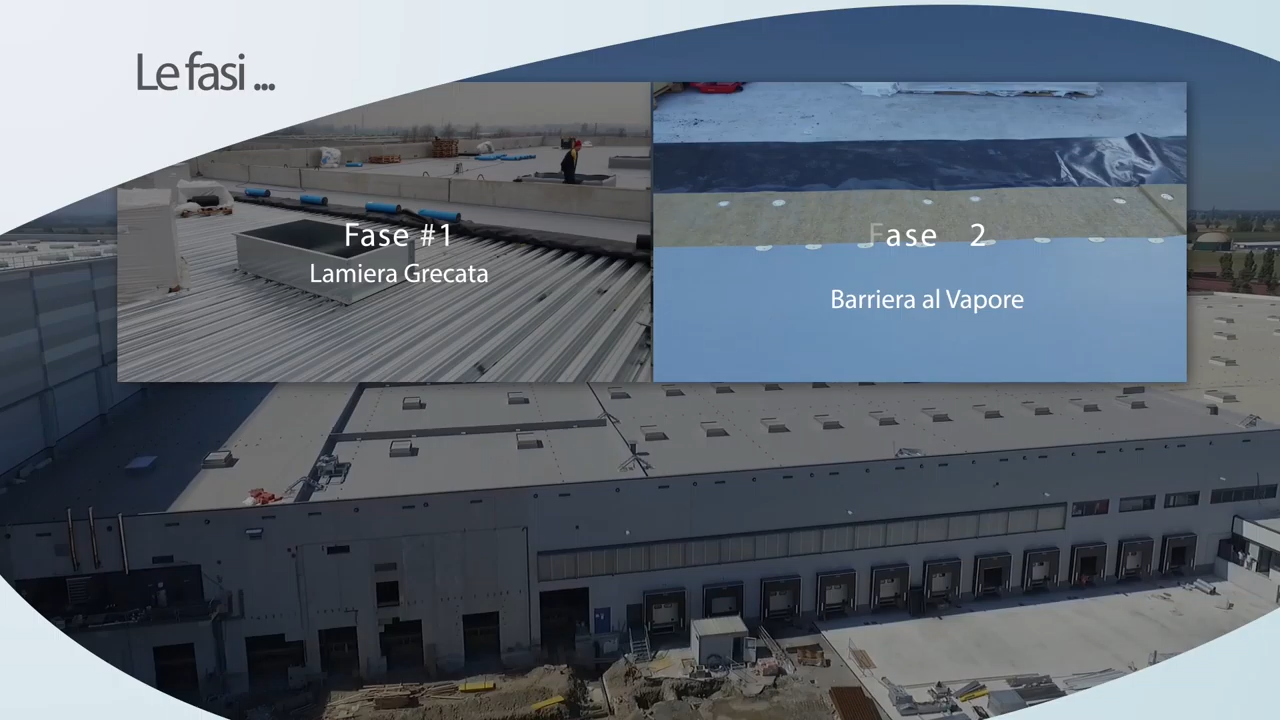 Le fasi ...
Fase #1
Lamiera Grecata
Fase 2
Barriera al Vapore